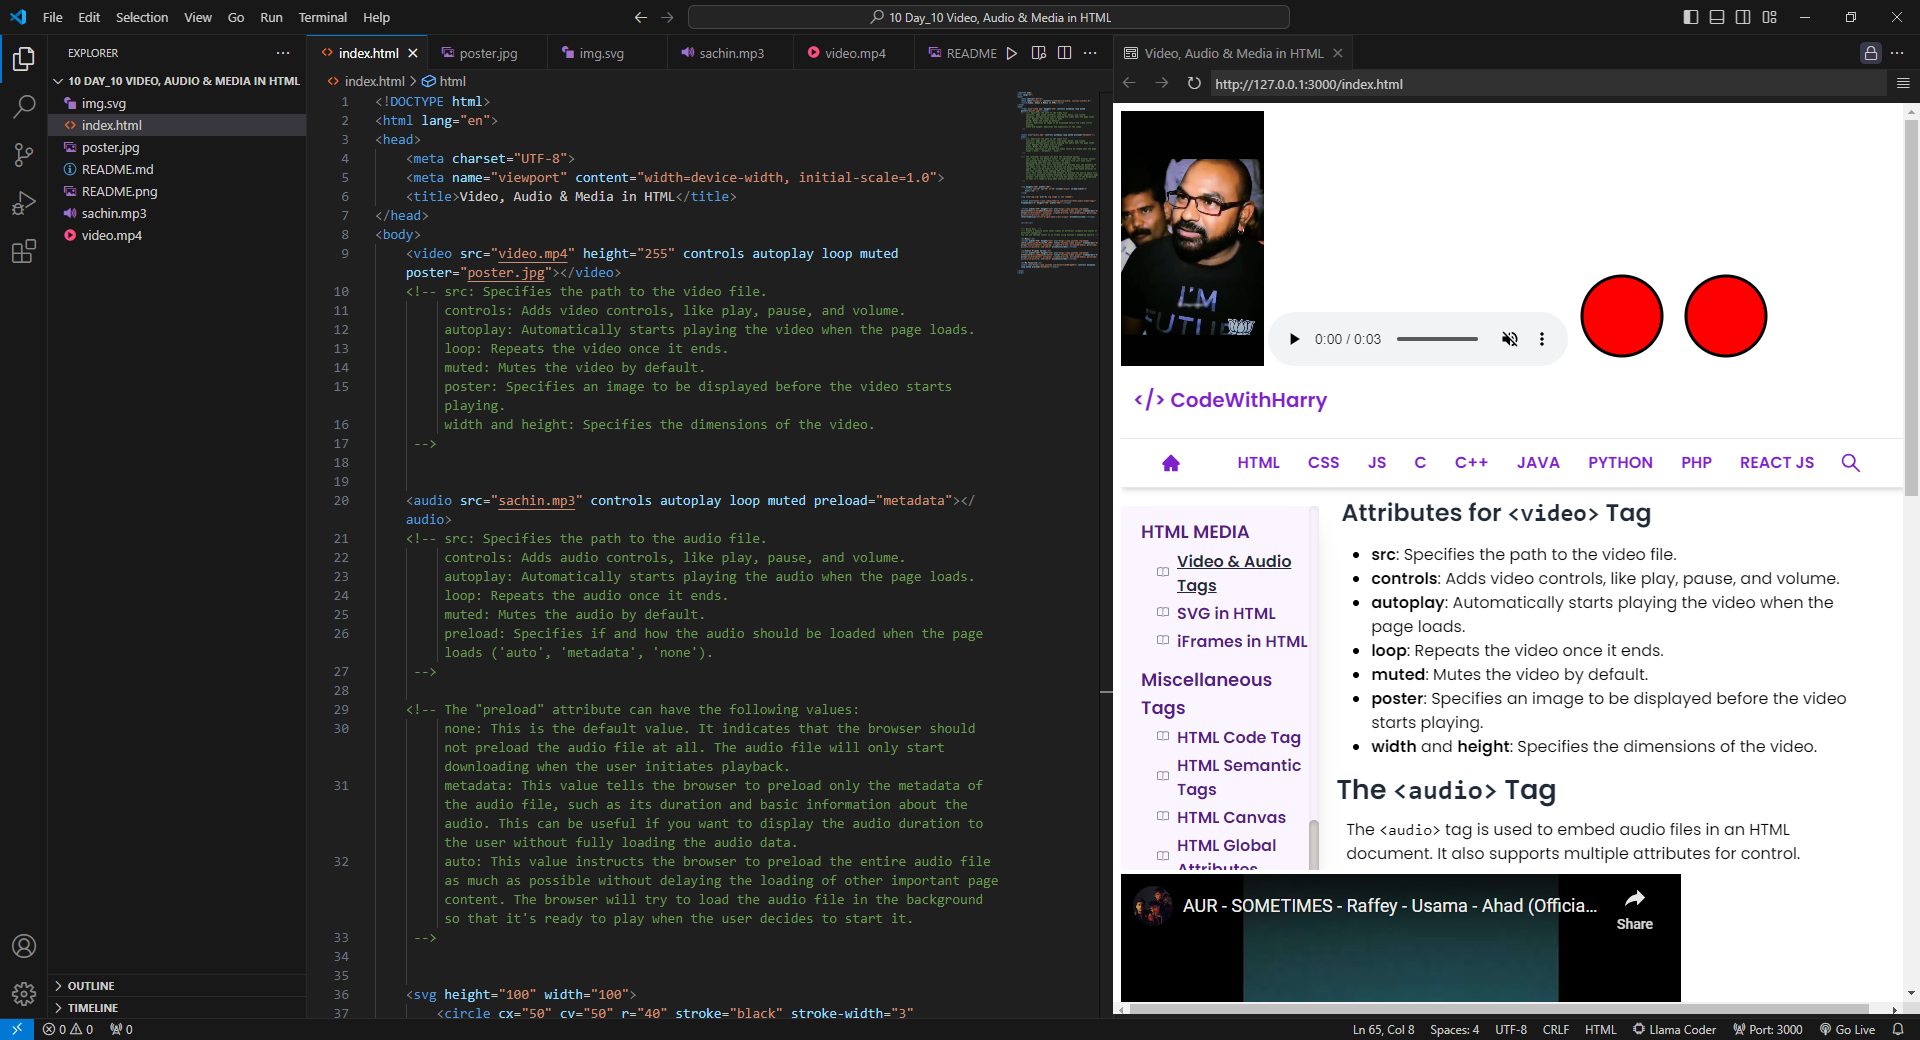 File Edit Selection View Go Run Terminal Help
10 Day_10 Video, Audio & Media in HTML
EXPLORER
10 DAY_10 VIDEO, AUDIO & MEDIA IN HTML
img.svg
index.html
poster.jpg
README.md
README.png
sachin.mp3
video.mp4
OUTLINE
TIMELINE
index.html poster.jpg img.svg sachin.mp3 video.mp4 README
index.html > html
1 <!DOCTYPE html>
2 <html lang="en">
3 <head>
4 <meta charset="UTF-8">
5 <meta name="viewport" content="width=device-width, initial-scale=1.0">
6 <title>Video, Audio & Media in HTML</title>
7 </head>
8 <body>
9 <video src="video.mp4" height="255" controls autoplay loop muted
poster="poster.jpg"></video>
10 <!-- src: Specifies the path to the video file.
11 controls: Adds video controls, like play, pause, and volume.
12 autoplay: Automatically starts playing the video when the page loads.
13 loop: Repeats the video once it ends.
14 muted: Mutes the video by default.
15 poster: Specifies an image to be displayed before the video starts
playing.
16 width and height: Specifies the dimensions of the video.
17 -->
18
19
20 <audio src="sachin.mp3" controls autoplay loop muted preload="metadata"></
audio>
21 <!-- src: Specifies the path to the audio file.
22 controls: Adds audio controls, like play, pause, and volume.
23 autoplay: Automatically starts playing the audio when the page loads.
24 loop: Repeats the audio once it ends.
25 muted: Mutes the audio by default.
26 preload: Specifies if and how the audio should be loaded when the page
loads ('auto', 'metadata', 'none').
27 -->
28
29 <!-- The "preload" attribute can have the following values:
30 none: This is the default value. It indicates that the browser should
not preload the audio file at all. The audio file will only start
downloading when the user initiates playback.
31 metadata: This value tells the browser to preload only the metadata of
the audio file, such as its duration and basic information about the
audio. This can be useful if you want to display the audio duration to
the user without fully loading the audio data.
32 auto: This value instructs the browser to preload the entire audio file
as much as possible without delaying the loading of other important page
content. The browser will try to load the audio file in the background
so that it's ready to play when the user decides to start it.
33 -->
34
35
36 <svg height="100" width="100">
37 <circle cx="50" cy="50" r="40" stroke="black" stroke-width="3"
Video, Audio & Media in HTML
http://127.0.0.1:3000/index.html
I'M
FUTU
0:00 / 0:03
</> CodeWithHarry
HTML CSS JS C C++ JAVA PYTHON PHP REACT JS
HTML MEDIA
Video & Audio
Tags
SVG in HTML
iFrames in HTML
Miscellaneous
Tags
HTML Code Tag
HTML Semantic
Tags
HTML Canvas
HTML Global
Attributes
Attributes for <video> Tag
src: Specifies the path to the video file.
controls: Adds video controls, like play, pause, and volume.
autoplay: Automatically starts playing the video when the
page loads.
loop: Repeats the video once it ends.
muted: Mutes the video by default.
poster: Specifies an image to be displayed before the video
starts playing.
width and height: Specifies the dimensions of the video.
The <audio> Tag
The <audio> tag is used to embed audio files in an HTML
document. It also supports multiple attributes for control.
AUR - SOMETIMES - Raffey - Usama - Ahad (Officia...
Share
0 0 0
Ln 65, Col 8 Spaces: 4 UTF-8 CRLF HTML Llama Coder Port: 3000 Go Live